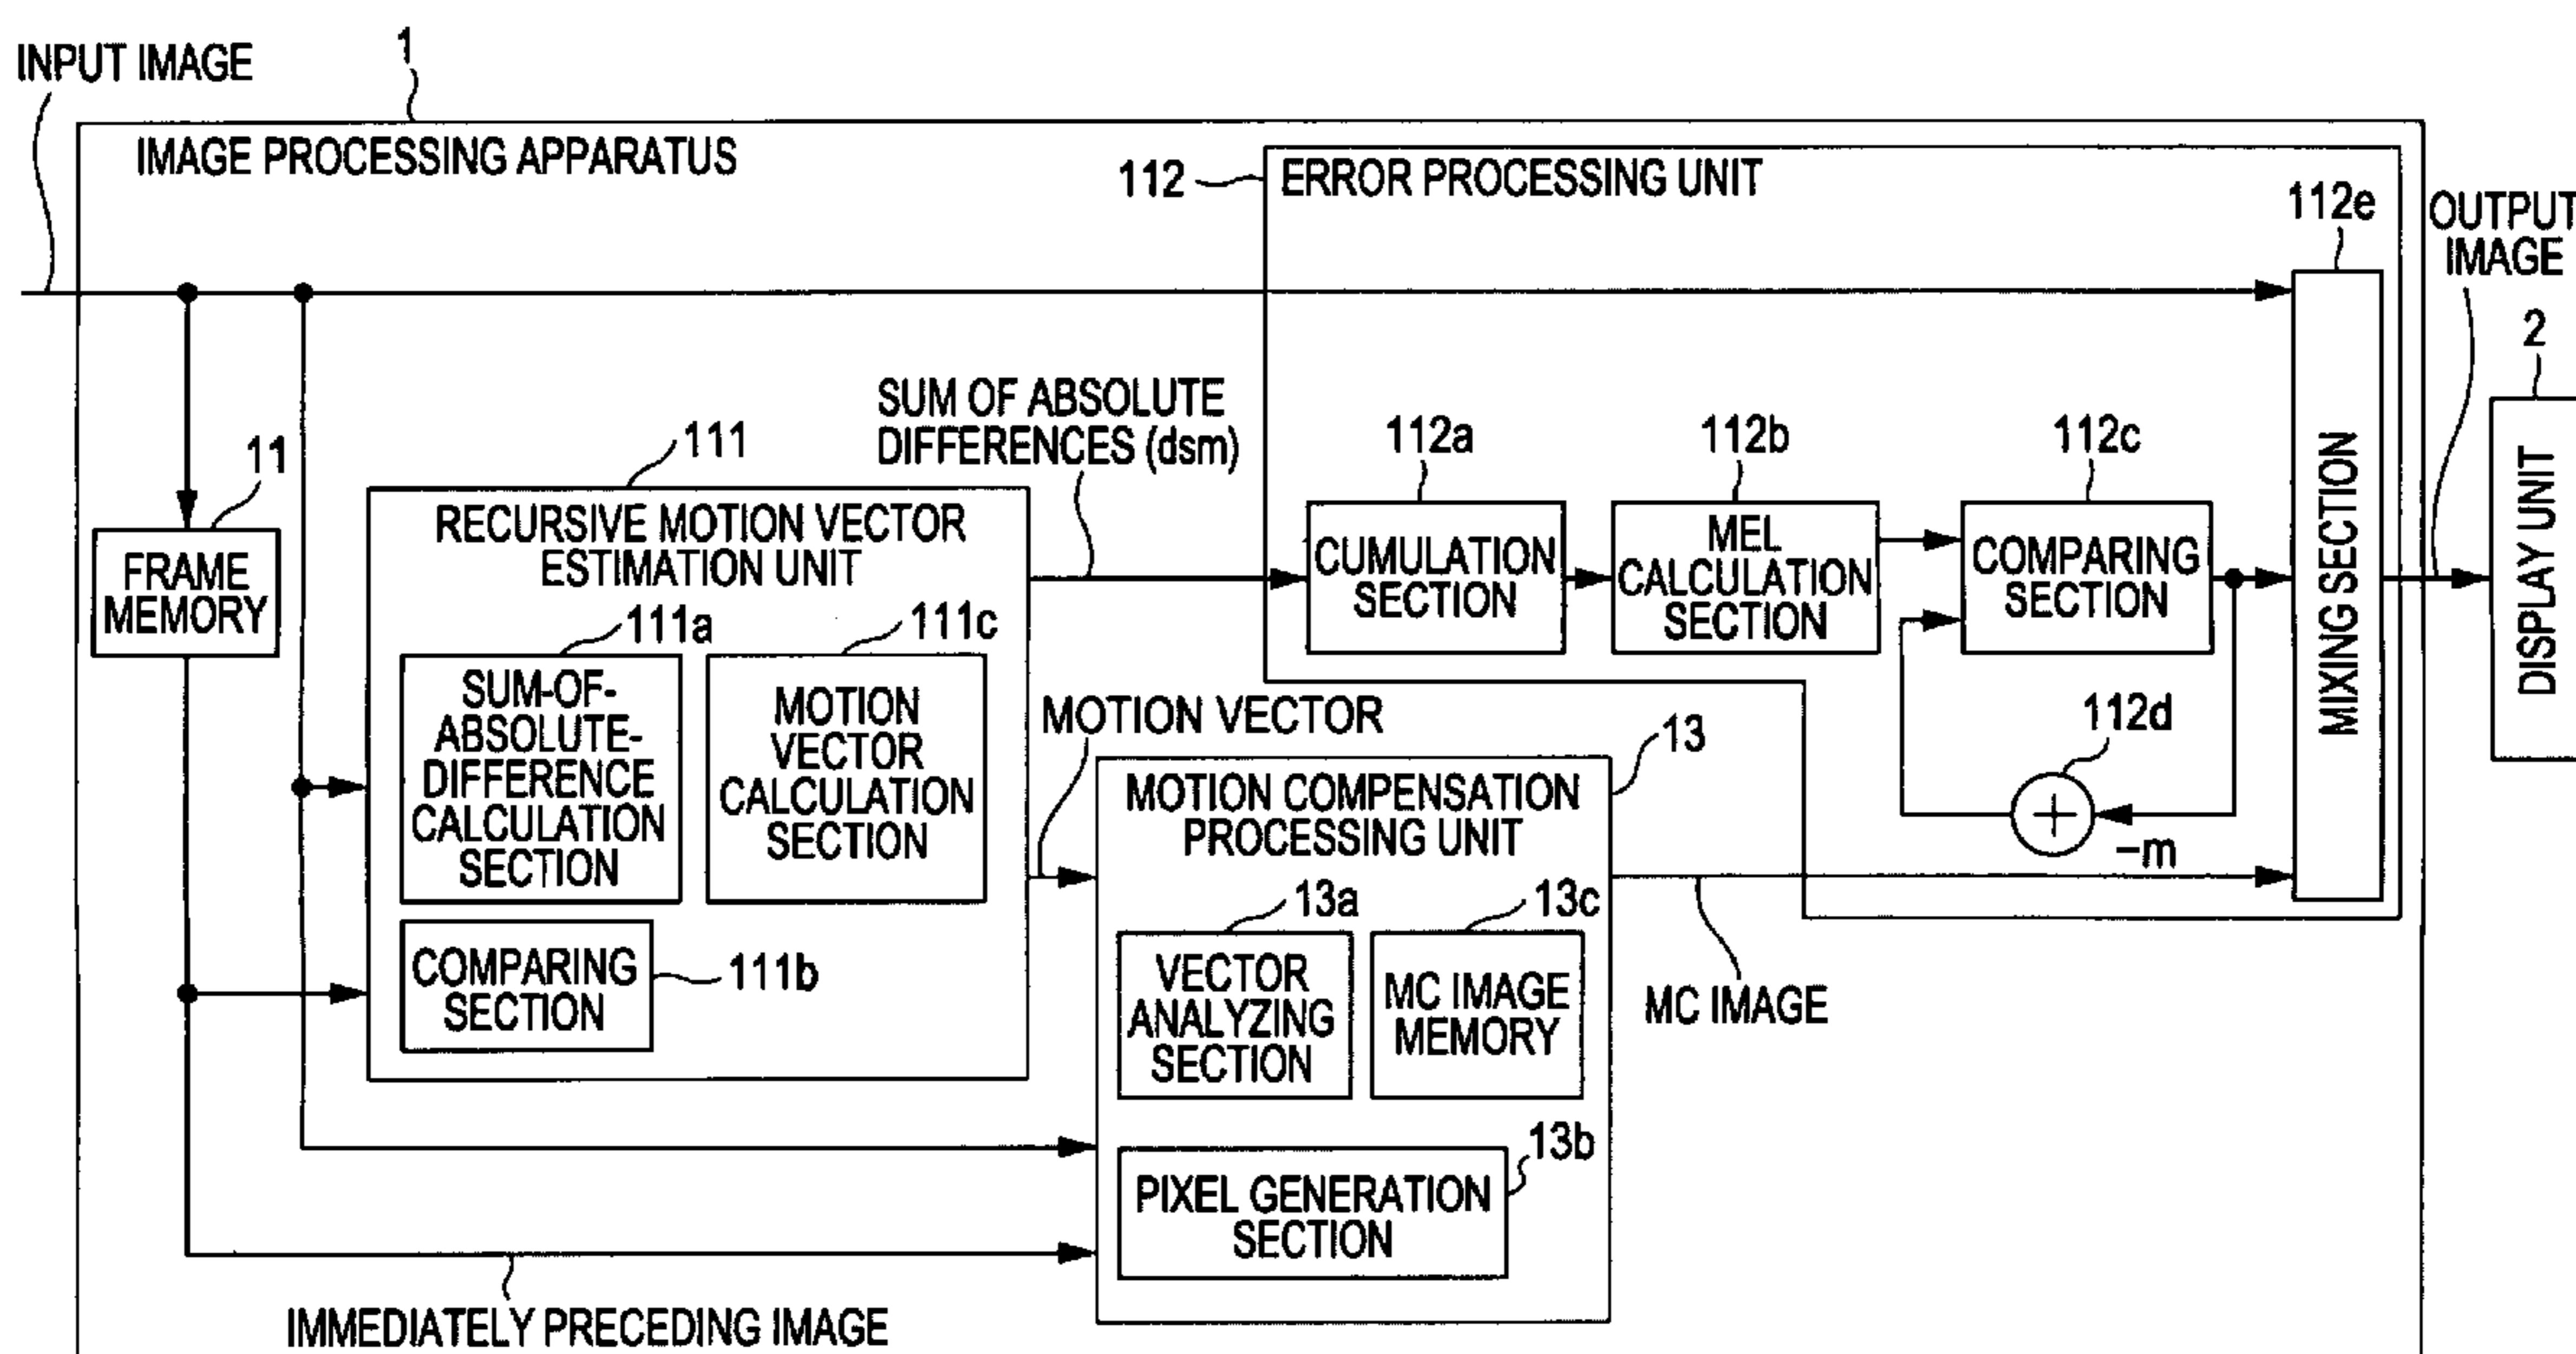 INPUT IMAGE
1
IMAGE PROCESSING APPARATUS
112
ERROR PROCESSING UNIT
112e
OUTPUT
IMAGE
2
SUM OF ABSOLUTE
DIFFERENCES (dsm)
11
FRAME
MEMORY
111
RECURSIVE MOTION VECTOR
ESTIMATION UNIT
111a
SUM-OF-
ABSOLUTE-
DIFFERENCE
CALCULATION
SECTION
111c
MOTION
VECTOR
CALCULATION
SECTION
COMPARING
SECTION
111b
112a
CUMULATION
SECTION
112b
MEL
CALCULATION
SECTION
112c
COMPARING
SECTION
112d
+
−m
MIXING SECTION
DISPLAY UNIT
MOTION VECTOR
13
MOTION COMPENSATION
PROCESSING UNIT
13a
VECTOR
ANALYZING
SECTION
13c
MC IMAGE
MEMORY
13b
PIXEL GENERATION
SECTION
MC IMAGE
IMMEDIATELY PRECEDING IMAGE